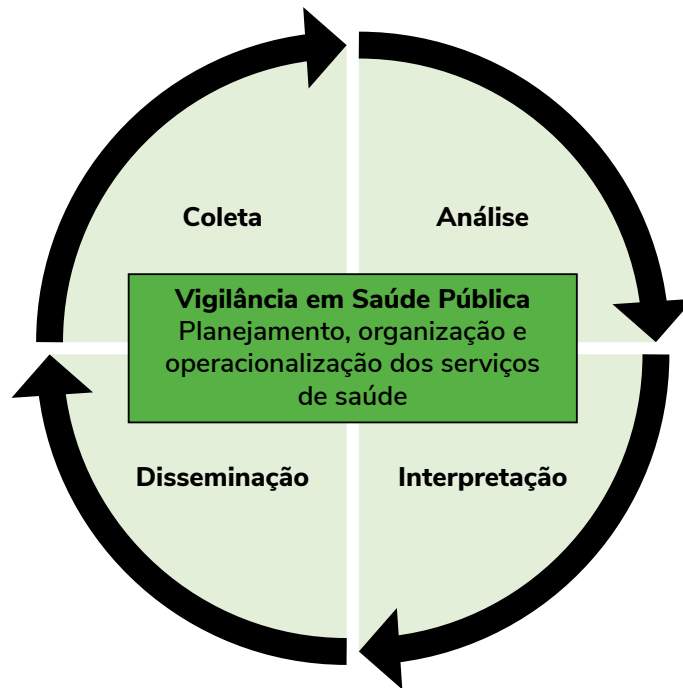 Coleta
Análise
Vigilância em Saúde Pública
Planejamento, organização e
operacionalização dos serviços
de saúde
Disseminação
Interpretação